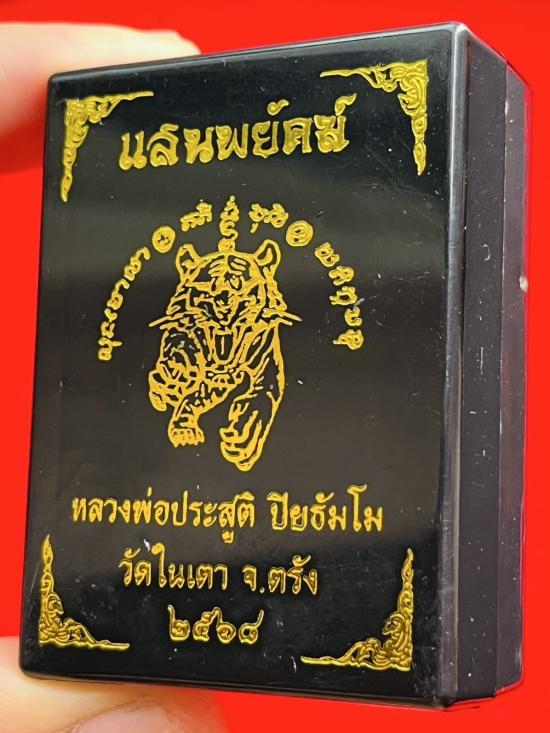 แสนพยัคฆ์
หลวงพ่อประสูติ ปิยธัมโม
วัดในเตา จ.ตรัง
๒๕๖๘